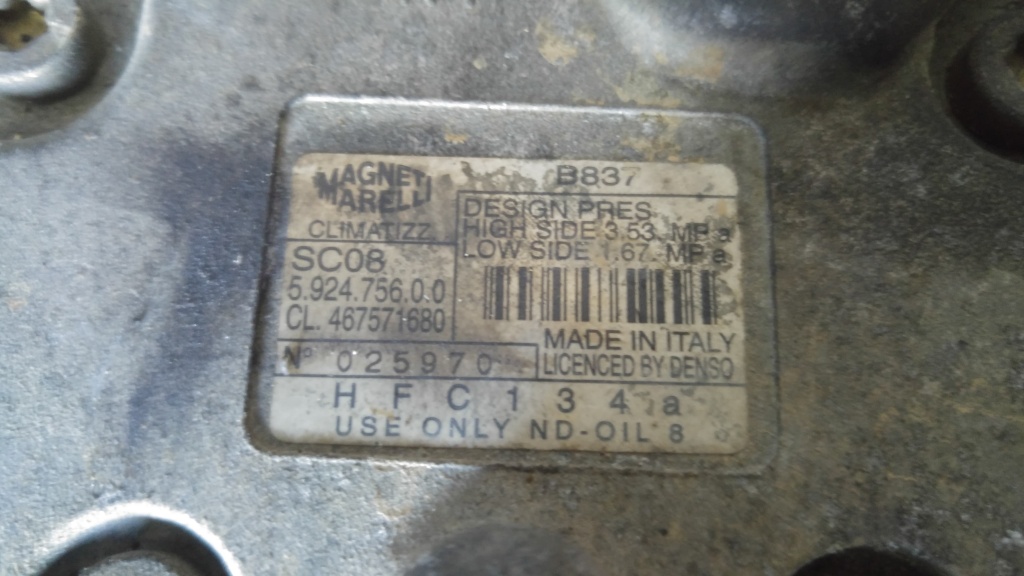 MAGNETI
MARELLI
CLIMATIZZ.
SC08
5.924.756.0.0
CL. 467571680
Nº 025970
B837
DESIGN PRES.
HIGH SIDE 3.53 MPa
LOW SIDE 1.67 MPa
MADE IN ITALY
LICENCED BY DENSO
HFC134a
USE ONLY ND-OIL 8